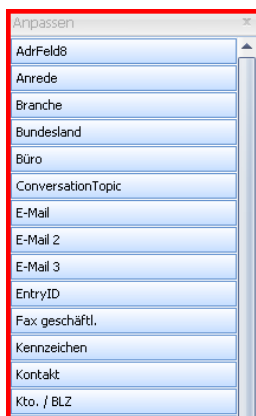 Anpassen
AdrFeld8
Anrede
Branche
Bundesland
Büro
ConversationTopic
E-Mail
E-Mail 2
E-Mail 3
EntryID
Fax geschäftl.
Kennzeichen
Kontakt
Kto. / BLZ